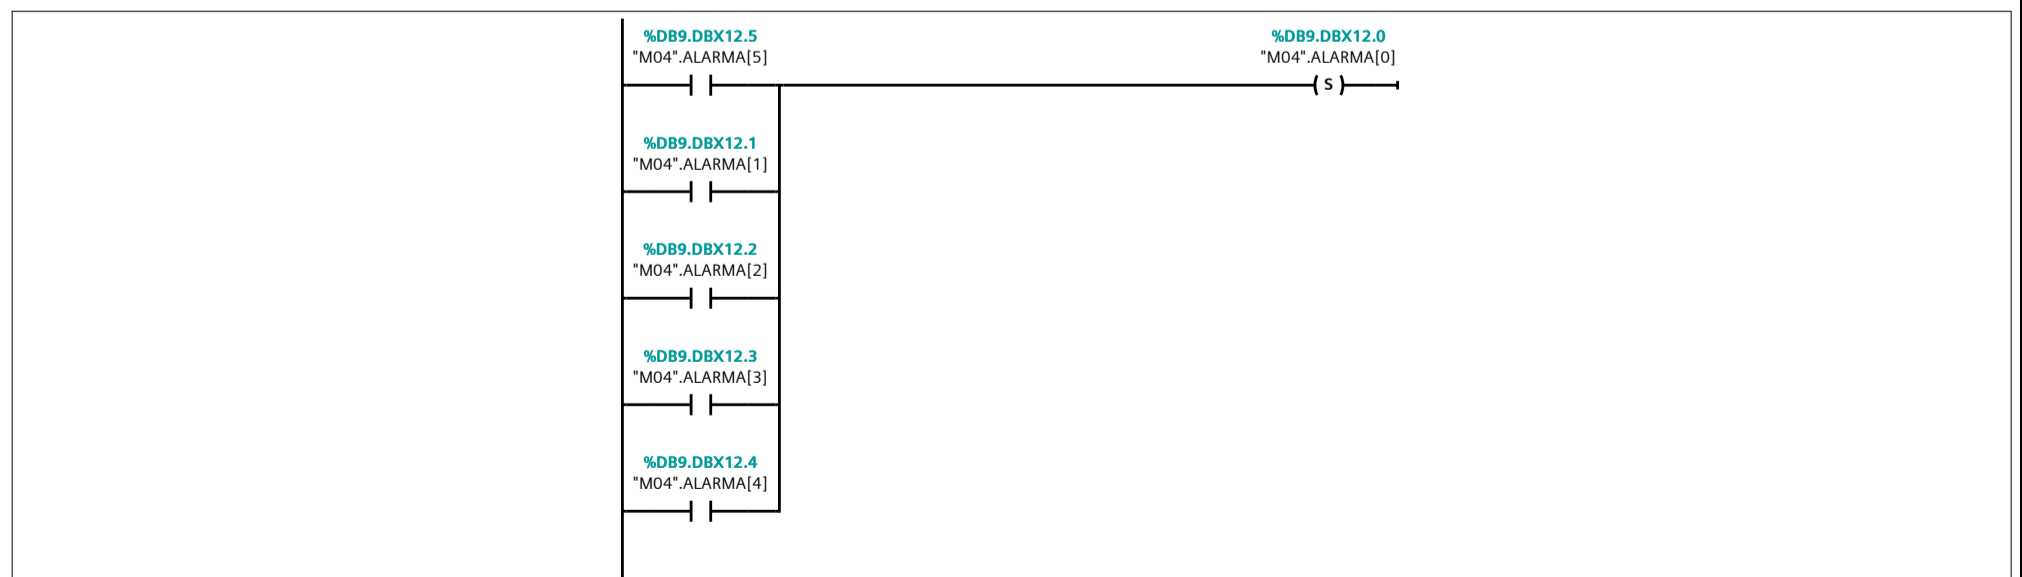 %DB9.DBX12.5
"M04".ALARMA[5]
%DB9.DBX12.0
"M04".ALARMA[0]
S
%DB9.DBX12.1
"M04".ALARMA[1]
%DB9.DBX12.2
"M04".ALARMA[2]
%DB9.DBX12.3
"M04".ALARMA[3]
%DB9.DBX12.4
"M04".ALARMA[4]